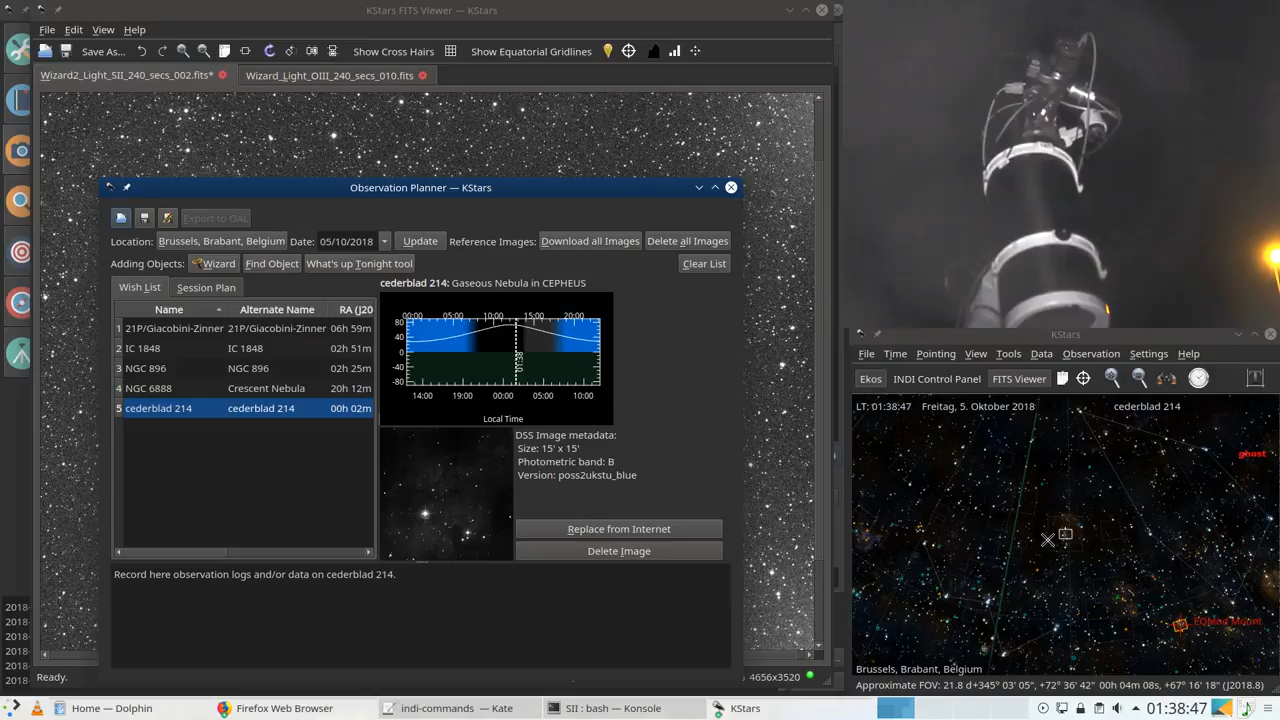 KStars FITS Viewer — KStars
File Edit View Help
Save As... Show Cross Hairs Show Equatorial Gridlines
Wizard2_Light_SII_240_secs_002.fits* Wizard_Light_OIII_240_secs_010.fits
Observation Planner — KStars
Export to OAL
Location: Brussels, Brabant, Belgium Date: 05/10/2018 Update Reference Images: Download all Images Delete all Images
Adding Objects: Wizard Find Object What's up Tonight tool Clear List
Wish List Session Plan
cederblad 214: Gaseous Nebula in CEPHEUS
Name Alternate Name RA (J20
1 21P/Giacobini-Zinner 21P/Giacobini-Zinner 06h 59m
2 IC 1848 IC 1848 02h 51m
3 NGC 896 NGC 896 02h 25m
4 NGC 6888 Crescent Nebula 20h 12m
5 cederblad 214 cederblad 214 00h 02m
00:00 05:00 10:00 15:00 20:00
80
40
0
-40
-80
01:38
14:00 19:00 00:00 05:00 10:00
Local Time
DSS Image metadata:
Size: 15' x 15'
Photometric band: B
Version: poss2ukstu_blue
Replace from Internet
Delete Image
Record here observation logs and/or data on cederblad 214.
2018-
2018-
2018-
2018-
2018-
2018-
Ready. 4656x3520
KStars
File Time Pointing View Tools Data Observation Settings Help
Ekos INDI Control Panel FITS Viewer
LT: 01:38:47 Freitag, 5. Oktober 2018 cederblad 214
ghost
EQMod Mount
Brussels, Brabant, Belgium
Approximate FOV: 21.8 d+345° 03' 05", +72° 36' 42" 00h 04m 08s, +67° 16' 18" (J2018.8)
Home — Dolphin Firefox Web Browser indi-commands — Kate SII : bash — Konsole KStars 01:38:47